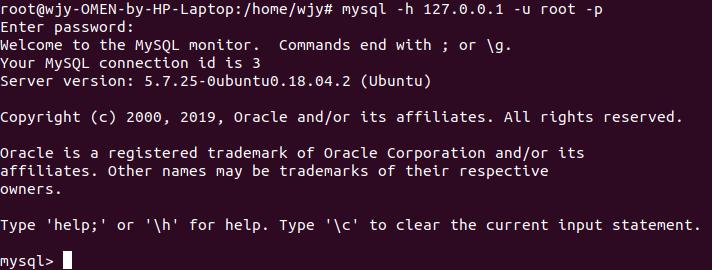 root@wjy-OMEN-by-HP-Laptop:/home/wjy# mysql -h 127.0.0.1 -u root -p
Enter password:
Welcome to the MySQL monitor.  Commands end with ; or \g.
Your MySQL connection id is 3
Server version: 5.7.25-0ubuntu0.18.04.2 (Ubuntu)

Copyright (c) 2000, 2019, Oracle and/or its affiliates. All rights reserved.

Oracle is a registered trademark of Oracle Corporation and/or its
affiliates. Other names may be trademarks of their respective
owners.

Type 'help;' or '\h' for help. Type '\c' to clear the current input statement.

mysql>